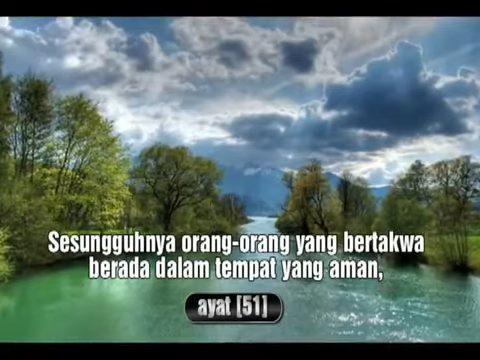 Sesungguhnya orang-orang yang bertakwa
berada dalam tempat yang aman,
ayat [51]